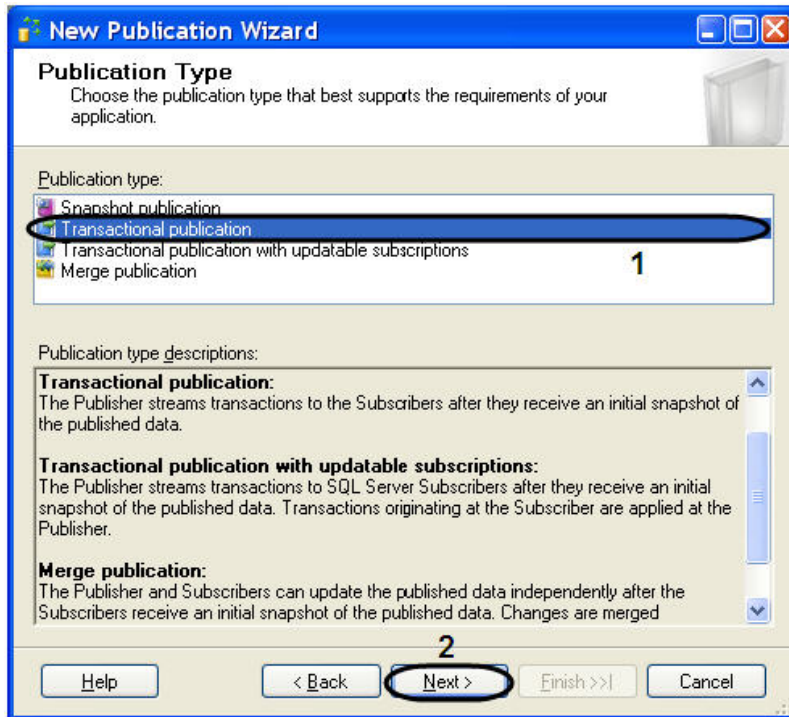 New Publication Wizard
Publication Type
Choose the publication type that best supports the requirements of your
application.
Publication type:
Snapshot publication
Transactional publication
Transactional publication with updatable subscriptions
1
Merge publication
Publication type descriptions:
Transactional publication:
The Publisher streams transactions to the Subscribers after they receive an initial snapshot of
the published data.
Transactional publication with updatable subscriptions:
The Publisher streams transactions to SQL Server Subscribers after they receive an initial
snapshot of the published data. Transactions originating at the Subscriber are applied at the
Publisher.
Merge publication:
The Publisher and Subscribers can update the published data independently after the
Subscribers receive an initial snapshot of the published data. Changes are merged
2
Help < Back Next > Finish >>| Cancel